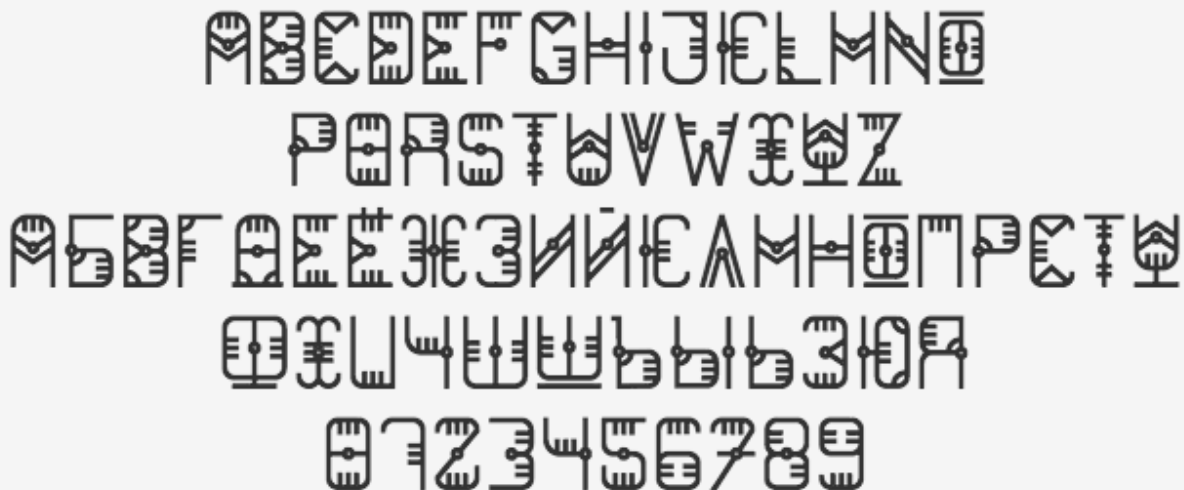 ABCDEFGHIJKLMNO
PQRSTUVWXYZ
АБВГДЕЁЖЗИЙКЛМНОПРСТУ
ФХЦЧШЩЪЫЬЭЮЯ
0123456789